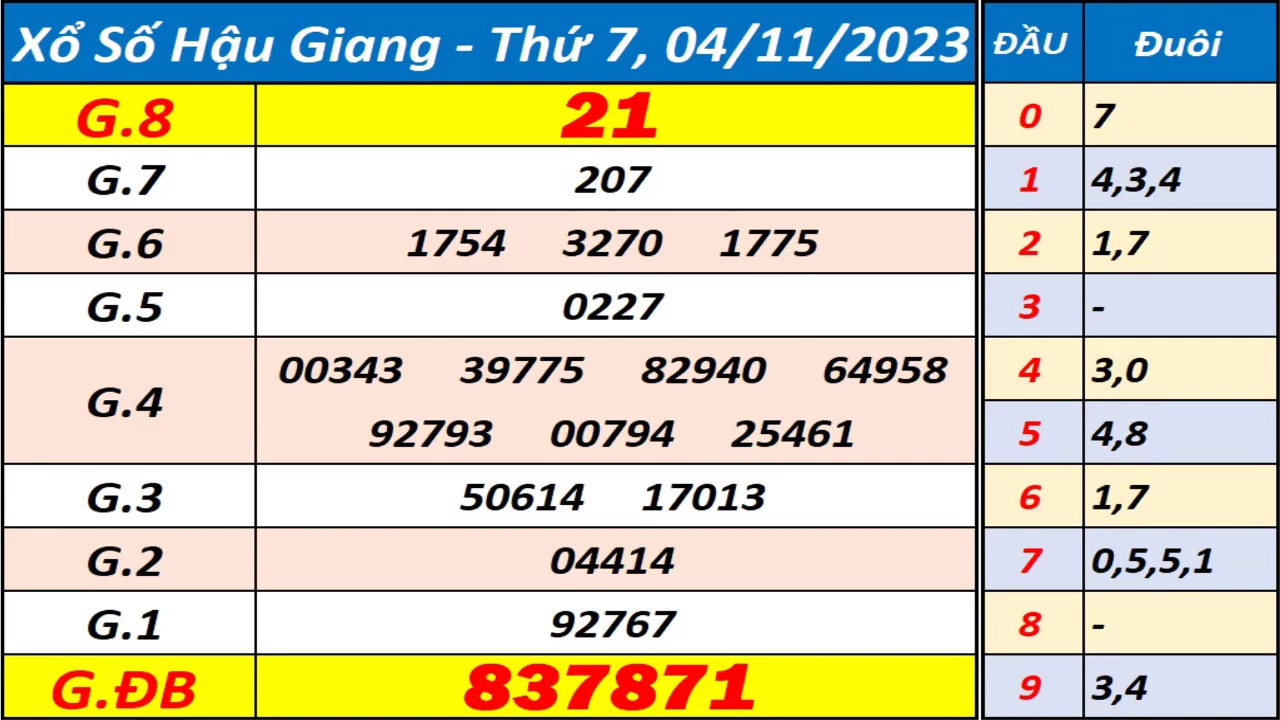 Xổ Số Hậu Giang - Thứ 7, 04/11/2023 ĐẦU Đuôi
G.8 21 0 7
G.7 207 1 4,3,4
G.6 1754 3270 1775 2 1,7
G.5 0227 3 -
G.4 00343 39775 82940 64958 4 3,0
92793 00794 25461 5 4,8
G.3 50614 17013 6 1,7
G.2 04414 7 0,5,5,1
G.1 92767 8 -
G.ĐB 837871 9 3,4